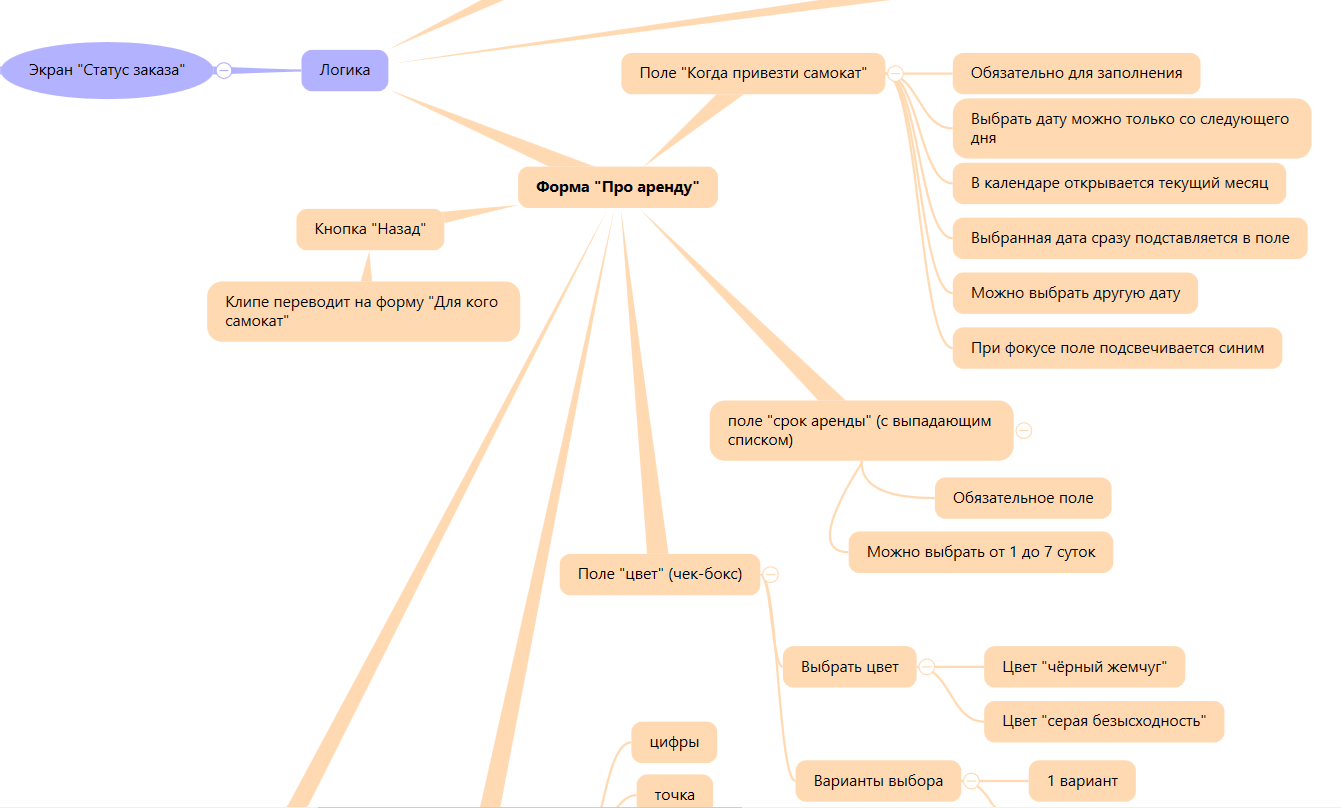 Экран "Статус заказа"
Логика
Поле "Когда привезти самокат"
Обязательно для заполнения
Выбрать дату можно только со следующего
дня
В календаре открывается текущий месяц
Выбранная дата сразу подставляется в поле
Можно выбрать другую дату
При фокусе поле подсвечивается синим
Форма "Про аренду"
Кнопка "Назад"
Клипе переводит на форму "Для кого
самокат"
поле "срок аренды" (с выпадающим
списком)
Обязательное поле
Можно выбрать от 1 до 7 суток
Поле "цвет" (чек-бокс)
Выбрать цвет
Цвет "чёрный жемчуг"
Цвет "серая безысходность"
Варианты выбора
1 вариант
цифры
точка